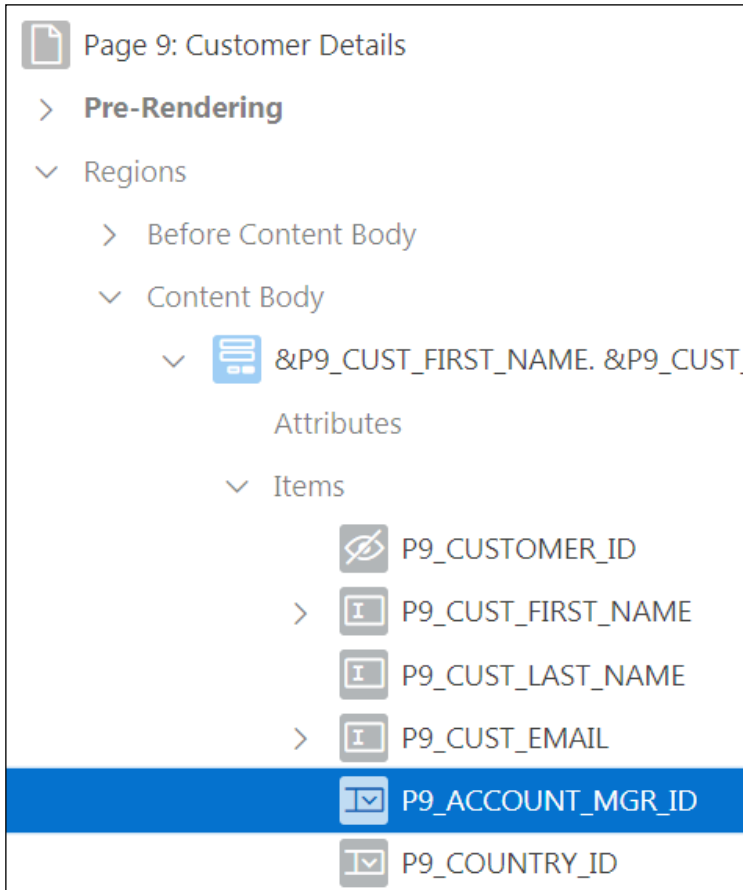 Page 9: Customer Details
Pre-Rendering
Regions
Before Content Body
Content Body
&P9_CUST_FIRST_NAME. &P9_CUST_
Attributes
Items
P9_CUSTOMER_ID
P9_CUST_FIRST_NAME
P9_CUST_LAST_NAME
P9_CUST_EMAIL
P9_ACCOUNT_MGR_ID
P9_COUNTRY_ID